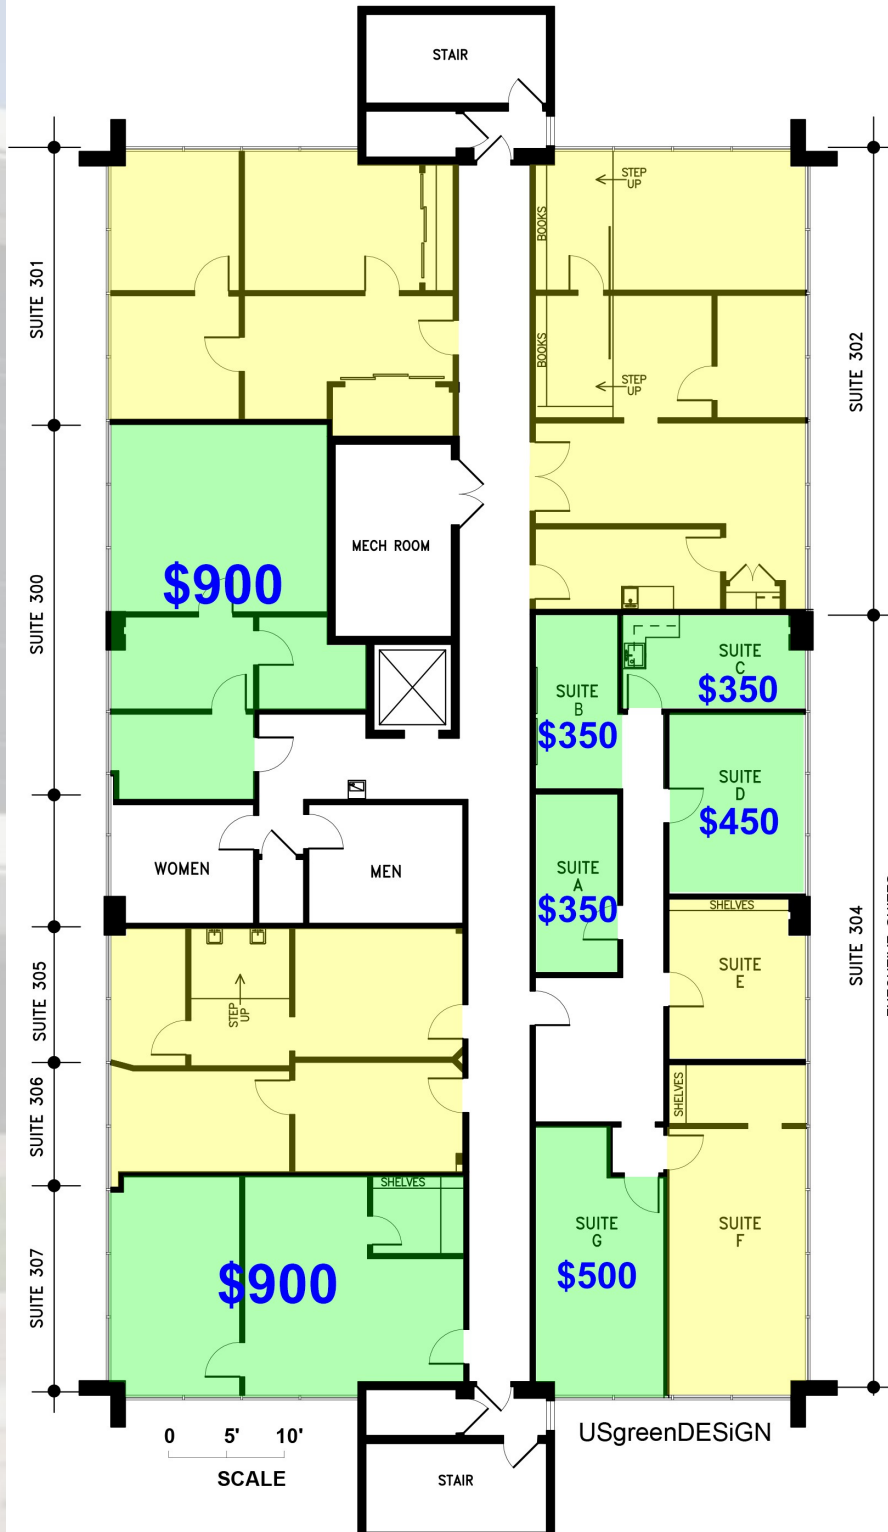 STAIR
SUITE 301
BOOKS
STEP
UP
BOOKS
STEP
UP
SUITE 302
SUITE 300
MECH ROOM
$900
SUITE
B
$350
SUITE
C
$350
SUITE
D
$450
WOMEN
MEN
SUITE
A
$350
SHELVES
SUITE
E
SUITE 304
SUITE 305
STEP
UP
SUITE 306
SHELVES
SUITE 307
SHELVES
$900
SUITE
G
$500
SUITE
F
0 5' 10'
SCALE
USgreenDESiGN
STAIR